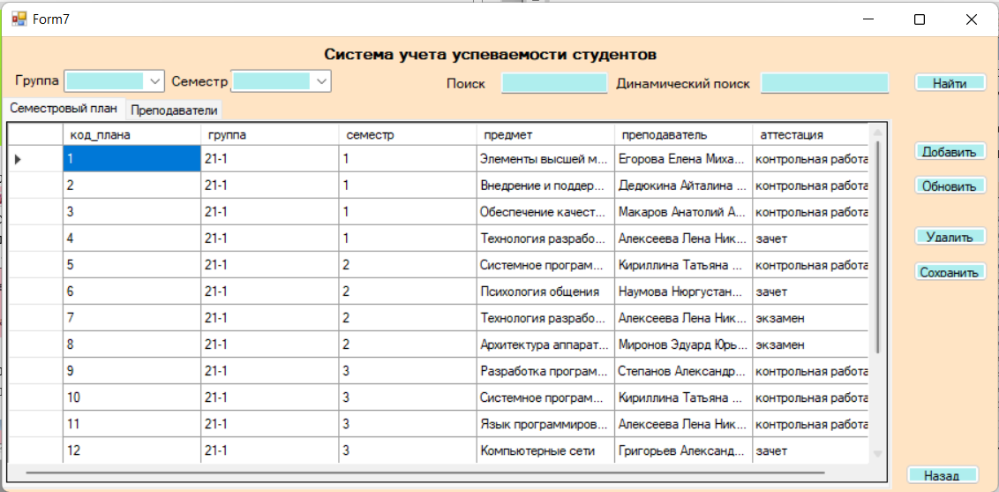 Form7
Система учета успеваемости студентов
Группа Семестр Поиск Динамический поиск Найти
Семестровый план Преподаватели
код_плана группа семестр предмет преподаватель аттестация
1 21-1 1 Элементы высшей м... Егорова Елена Миха... контрольная работа
Добавить
2 21-1 1 Внедрение и поддер... Дедюкина Айталина ... контрольная работа
Обновить
3 21-1 1 Обеспечение качест... Макаров Анатолий А... контрольная работа
4 21-1 1 Технология разрабо... Алексеева Лена Ник... зачет
Удалить
5 21-1 2 Системное програм... Кириллина Татьяна ... контрольная работа
Сохранить
6 21-1 2 Психология общения Наумова Нюргустан... зачет
7 21-1 2 Технология разрабо... Алексеева Лена Ник... экзамен
8 21-1 2 Архитектура аппарат... Миронов Эдуард Юрь... экзамен
9 21-1 3 Разработка програм... Степанов Александр... контрольная работа
10 21-1 3 Системное програм... Кириллина Татьяна ... контрольная работа
11 21-1 3 Язык программиров... Алексеева Лена Ник... контрольная работа
12 21-1 3 Компьютерные сети Григорьев Александ... зачет
Назад